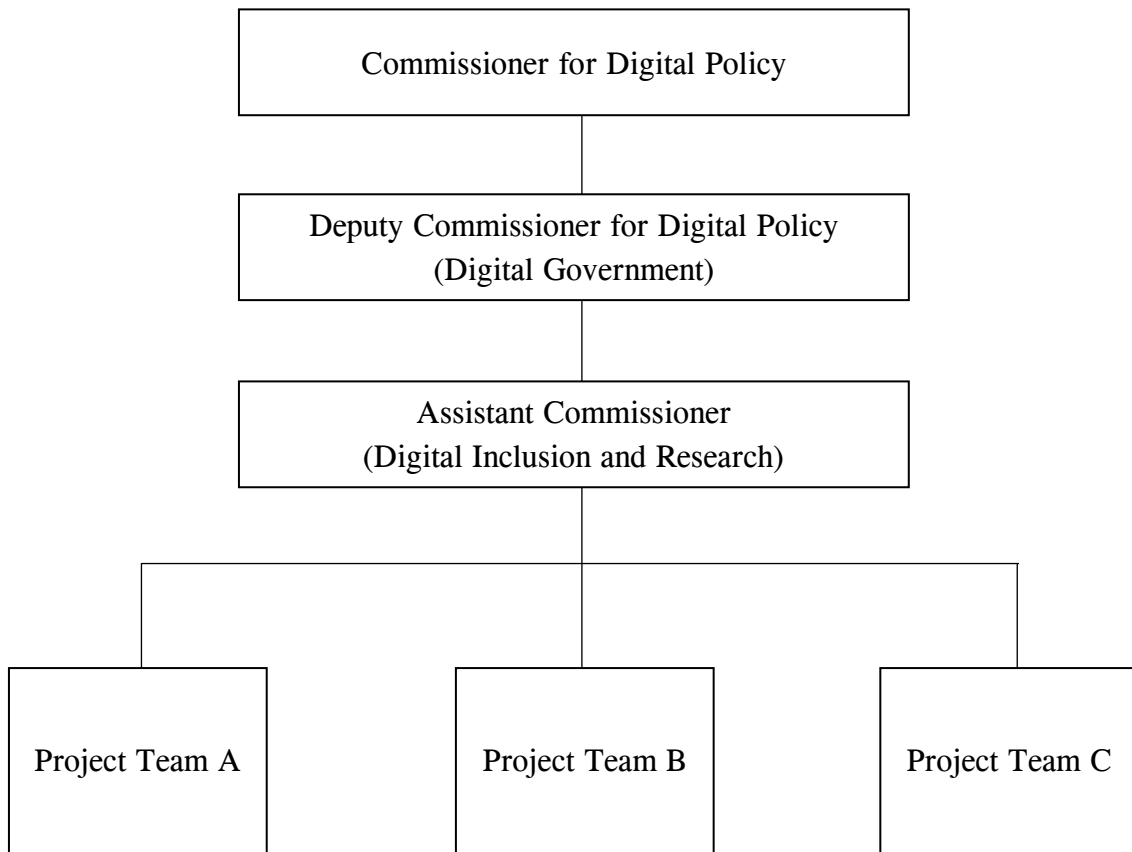 Commissioner for Digital Policy
Deputy Commissioner for Digital Policy
(Digital Government)
Assistant Commissioner
(Digital Inclusion and Research)
Project Team A
Project Team B
Project Team C